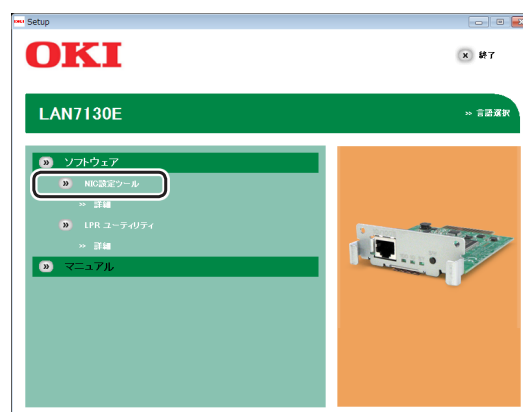 Setup
OKI
終了
LAN7130E
» 言語選択
» ソフトウェア
» NIC設定ツール
» 詳細
» LPR ユーティリティ
» 詳細
» マニュアル